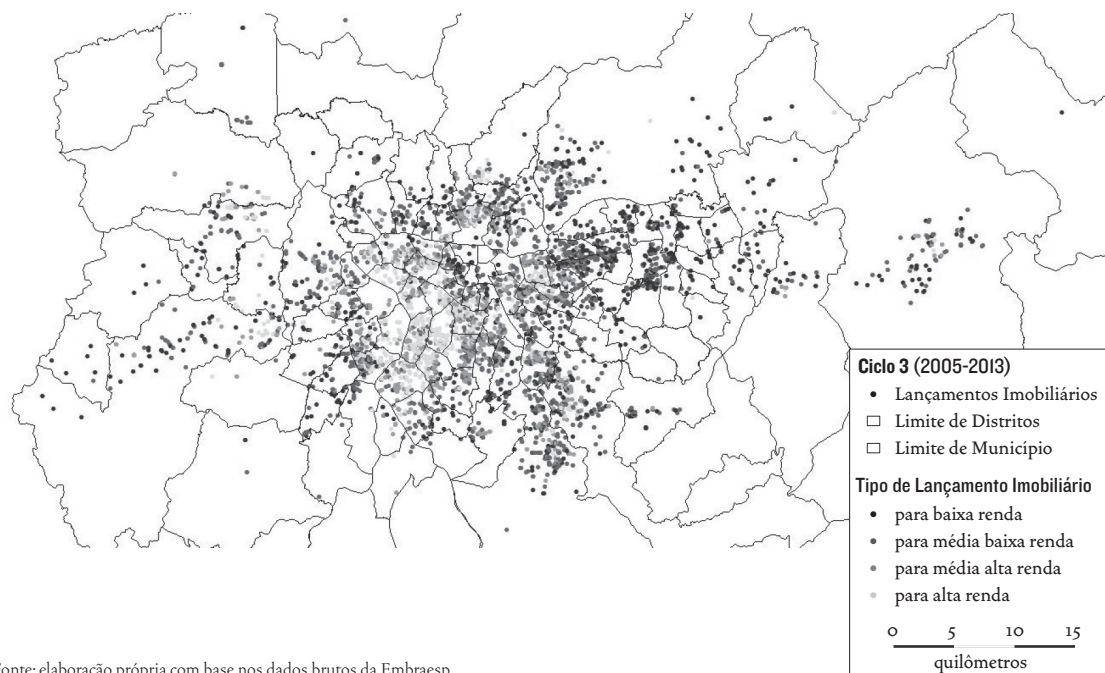 Ciclo 3 (2005-2013)
Lançamentos Imobiliários
Limite de Distritos
Limite de Município
Tipo de Lançamento Imobiliário
para baixa renda
para média baixa renda
para média alta renda
para alta renda
0 5 10 15
quilômetros
Fonte: elaboração própria com base nos dados brutos da Embraesp